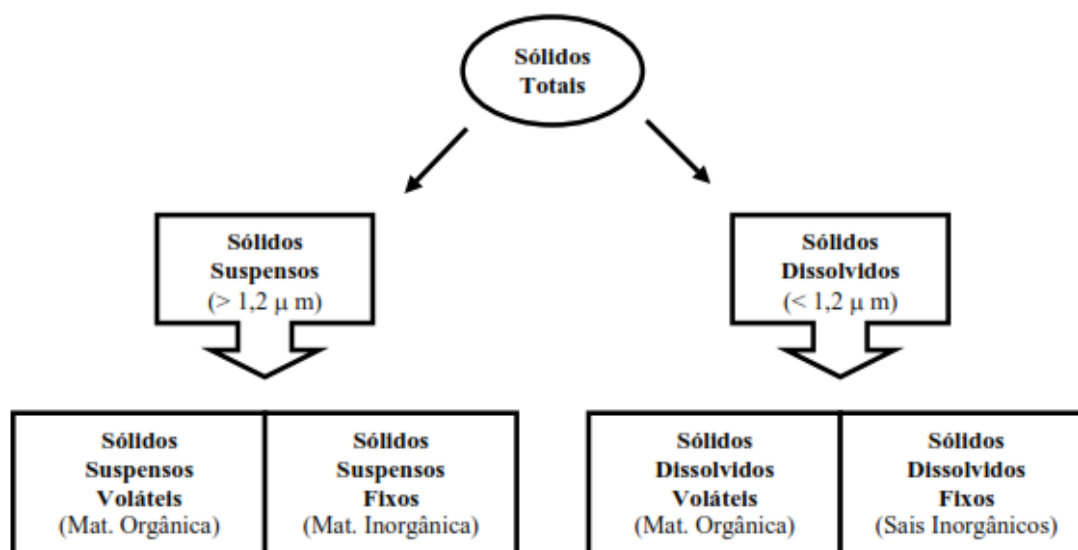 Sólidos
Totais
Sólidos
Suspensos
(> 1,2 μ m)
Sólidos
Dissolvidos
(< 1,2 μ m)
Sólidos
Suspensos
Voláteis
(Mat. Orgânica)
Sólidos
Suspensos
Fixos
(Mat. Inorgânica)
Sólidos
Dissolvidos
Voláteis
(Mat. Orgânica)
Sólidos
Dissolvidos
Fixos
(Sais Inorgânicos)